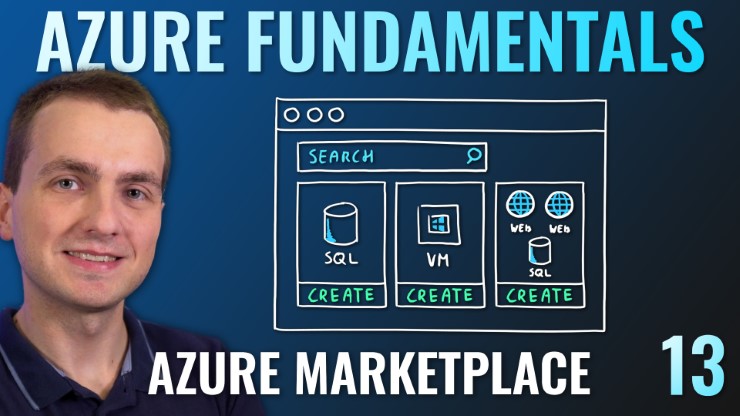 AZURE FUNDAMENTALS
SEARCH
SQL
VM
WEB WEB
SQL
CREATE CREATE CREATE
AZURE MARKETPLACE
13